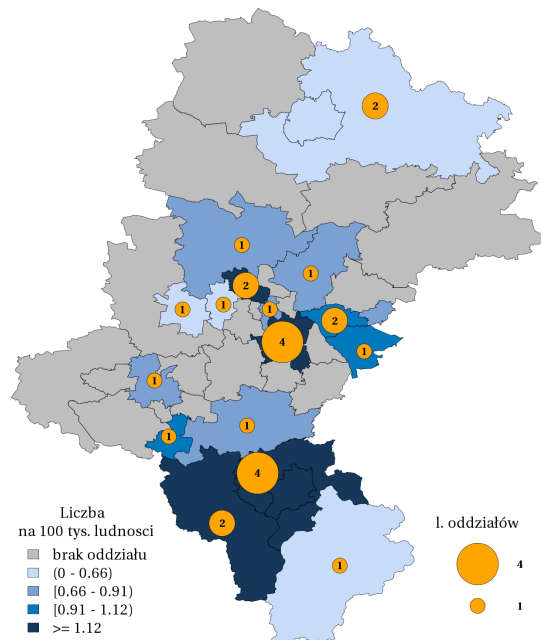 2
1
1
2
1
1
1
2
4
1
1
1
1
4
2
1
Liczba
na 100 tys. ludnosci
brak oddziału
(0 - 0.66)
[0.66 - 0.91)
[0.91 - 1.12)
>= 1.12
l. oddziałów
4
1